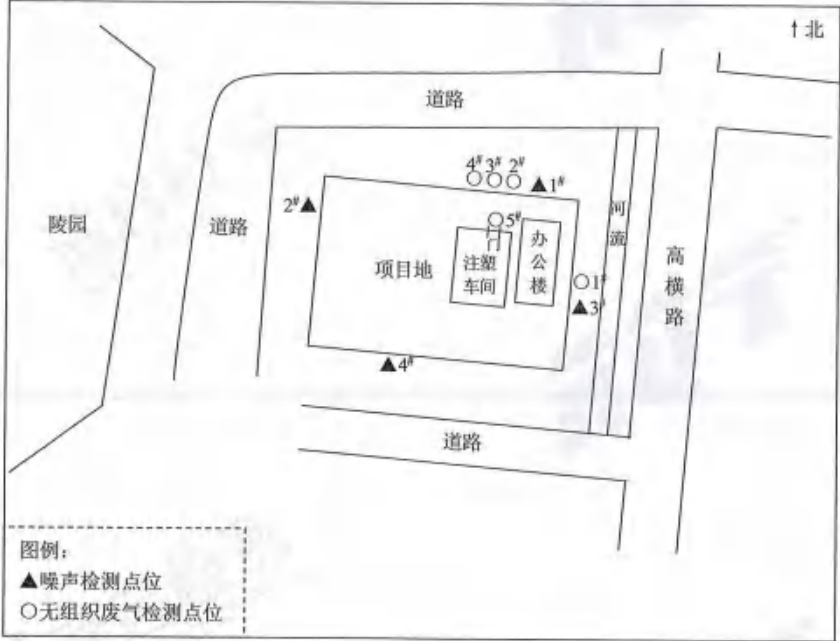 ↑北
道路
4# 3# 2# ▲1#
2#▲
陵园
道路
○5#
河流
项目地
注塑
车间
办公楼
高横路
○1#
▲3#
▲4#
道路
图例：
▲噪声检测点位
○无组织废气检测点位